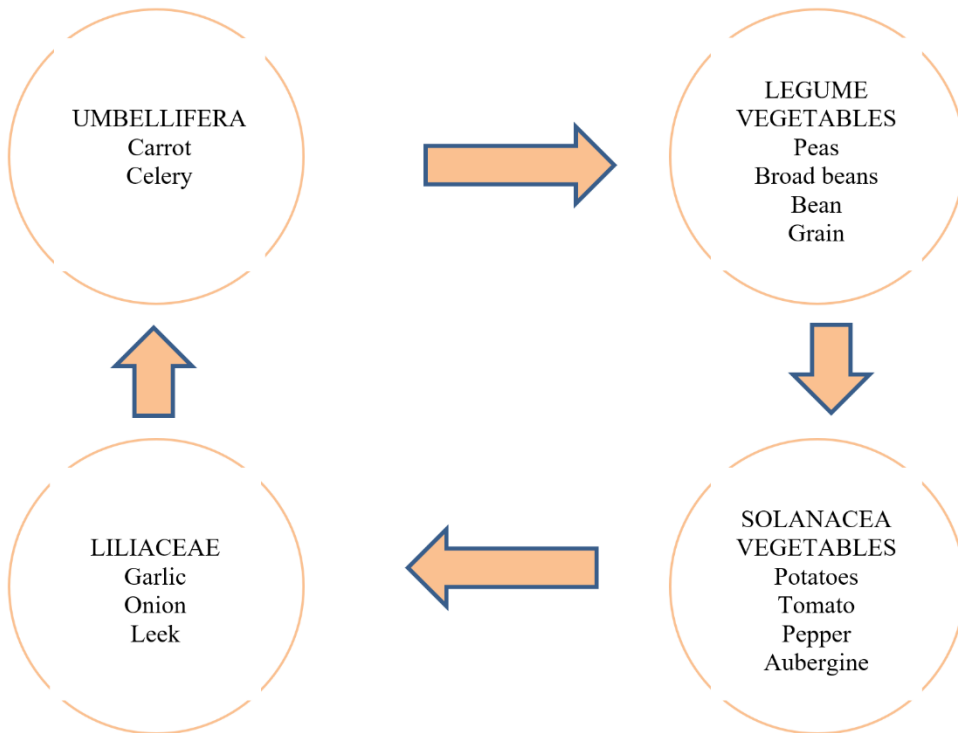 UMBELLIFERA
Carrot
Celery
LEGUME
VEGETABLES
Peas
Broad beans
Bean
Grain
LILIACEAE
Garlic
Onion
Leek
SOLANACEA
VEGETABLES
Potatoes
Tomato
Pepper
Aubergine